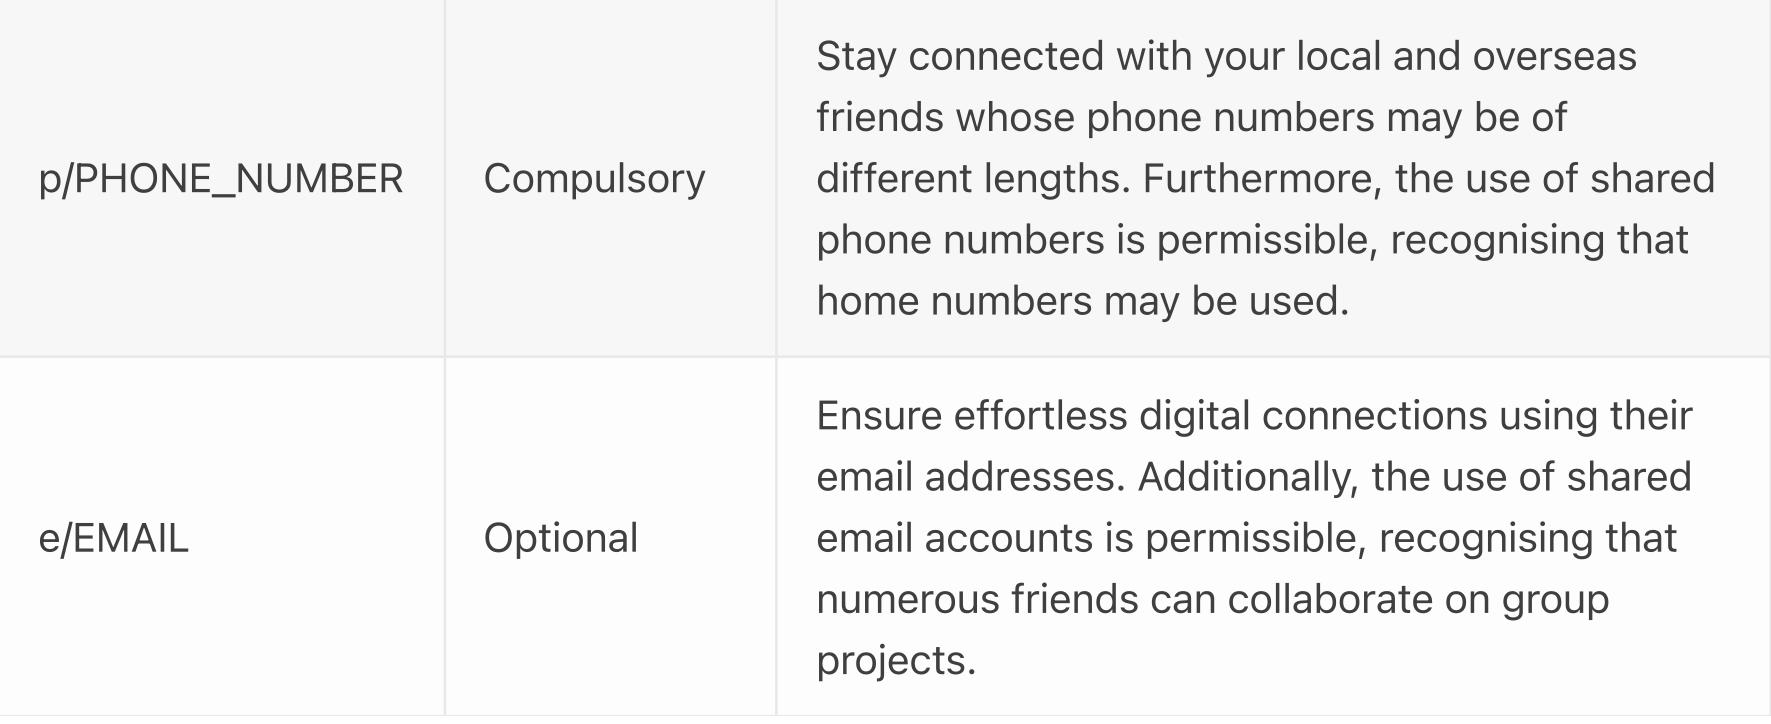 p/PHONE_NUMBER
Compulsory
Stay connected with your local and overseas
friends whose phone numbers may be of
different lengths. Furthermore, the use of shared
phone numbers is permissible, recognising that
home numbers may be used.
e/EMAIL
Optional
Ensure effortless digital connections using their
email addresses. Additionally, the use of shared
email accounts is permissible, recognising that
numerous friends can collaborate on group
projects.